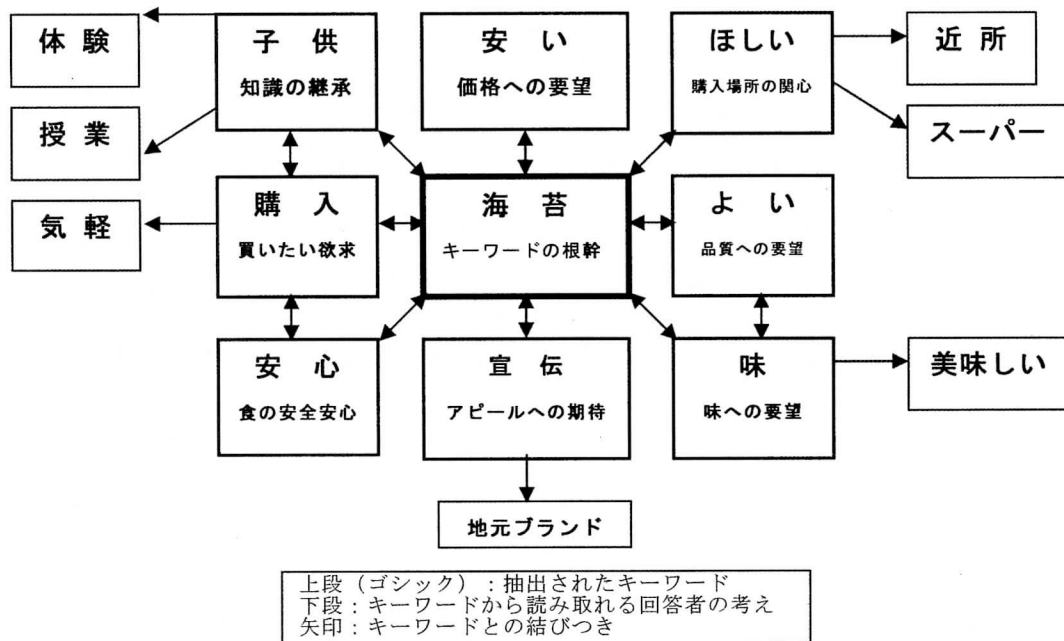 体験
子供
知識の継承
安い
価格への要望
ほしい
購入場所の関心
近所
授業
スーパー
気軽
購入
買いたい欲求
海苔
キーワードの根幹
よい
品質への要望
安心
食の安全安心
宣伝
アピールへの期待
味
味への要望
美味しい
地元ブランド
上段（ゴシック）：抽出されたキーワード
下段：キーワードから読み取れる回答者の考え
矢印：キーワードとの結びつき